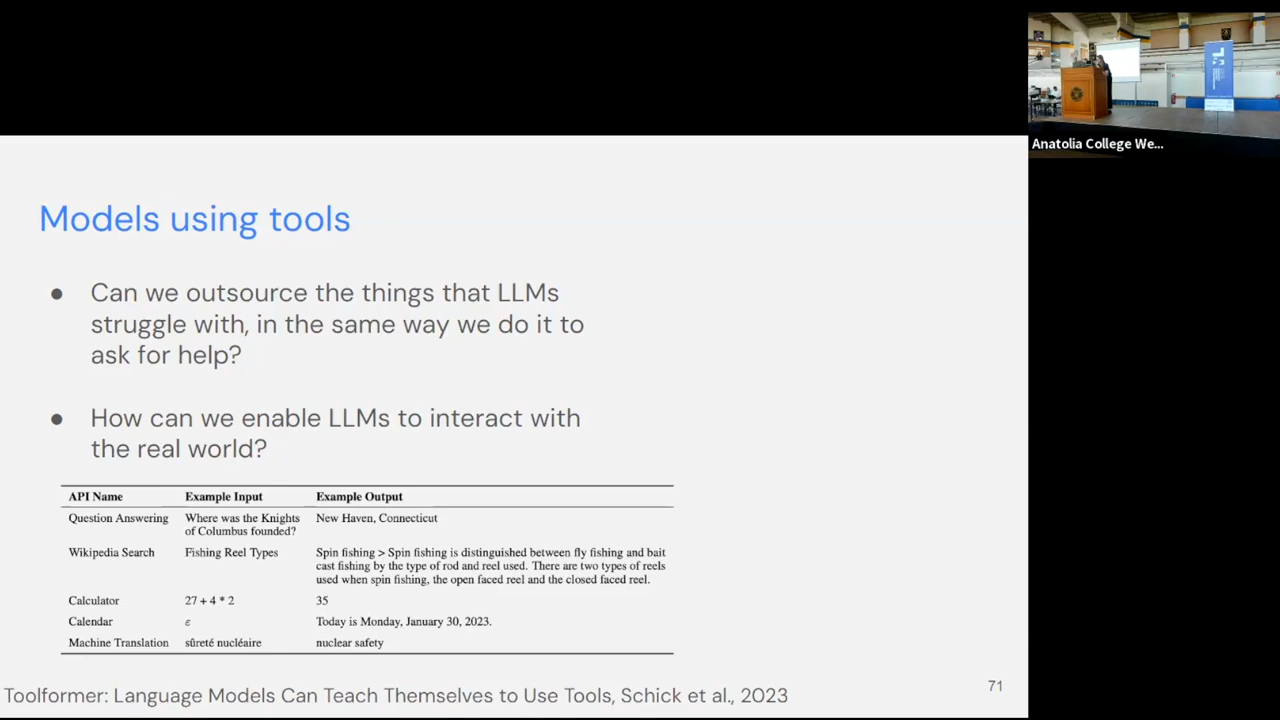 Models using tools
● Can we outsource the things that LLMs
struggle with, in the same way we do it to
ask for help?
● How can we enable LLMs to interact with
the real world?
API Name Example Input Example Output
Question Answering Where was the Knights New Haven, Connecticut
of Columbus founded?
Wikipedia Search Fishing Reel Types Spin fishing > Spin fishing is distinguished between fly fishing and bait
cast fishing by the type of rod and reel used. There are two types of reels
used when spin fishing, the open faced reel and the closed faced reel.
Calculator 27 + 4 * 2 35
Calendar ε Today is Monday, January 30, 2023.
Machine Translation sûreté nucléaire nuclear safety
Toolformer: Language Models Can Teach Themselves to Use Tools, Schick et al., 2023
71
Anatolia College We...